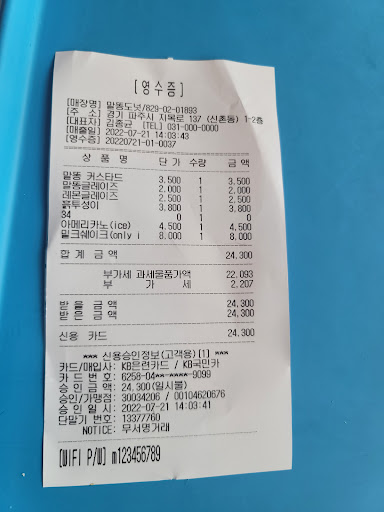 [영수증]
[매장명] 말똥도넛/829-02-01893
[주 소] 경기 파주시 지목로 137 (신촌동) 1-2층
[대표자] 김종균 [TEL] 031-000-0000
[매출일] 2022-07-21 14:03:43
[영수증] 20220721-01-0037
상 품 명 단 가 수량 금 액
말똥 커스타드 3,500 1 3,500
말똥글레이즈 2,000 1 2,000
레몬글레이즈 2,500 1 2,500
흙투성이 3,800 1 3,800
34 0 1 0
아메리카노(ice) 4,500 1 4,500
밀크쉐이크(only i 8,000 1 8,000
합 계 금 액 24,300
부가세 과세물품가액 22,093
부 가 세 2,207
받 을 금 액 24,300
받 은 금 액 24,300
신용 카드 24,300
*** 신용승인정보(고객용)[1] ***
카드/매입사: KB은련카드 / KB국민카
카 드 번 호: 6258-04**-****-9099
승 인 금 액: 24,300(일시불)
승인/가맹점: 30034206 / 00104620676
승 인 일 시: 2022-07-21 14:03:41
단말기 번호: 13377760
NOTICE: 무서명거래
[WIFI P/W] m123456789